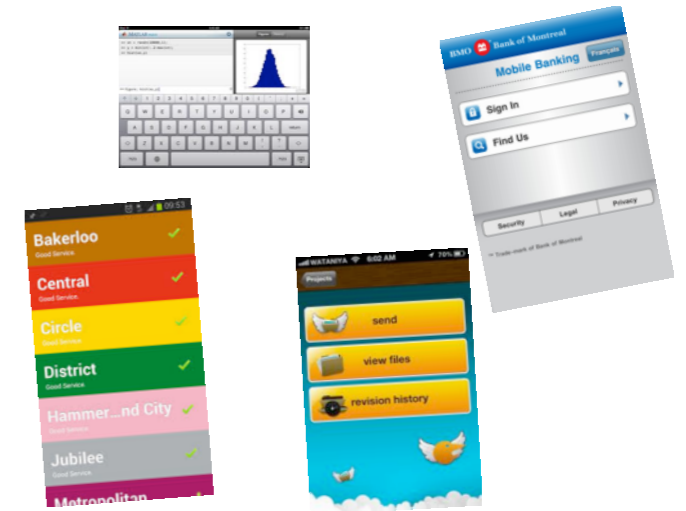 BMO Bank of Montreal
Mobile Banking
Français
Sign In
Find Us
Security
Legal
Privacy
™ Trade-mark of Bank of Montreal
09:53
Bakerloo
Good Service.
Central
Good Service.
Circle
Good Service.
District
Good Service.
Hammer...nd City
Good Service.
Jubilee
Good Service.
Metropolitan
WATANIYA
6:02 AM
70%
Projects
send
view files
revision history